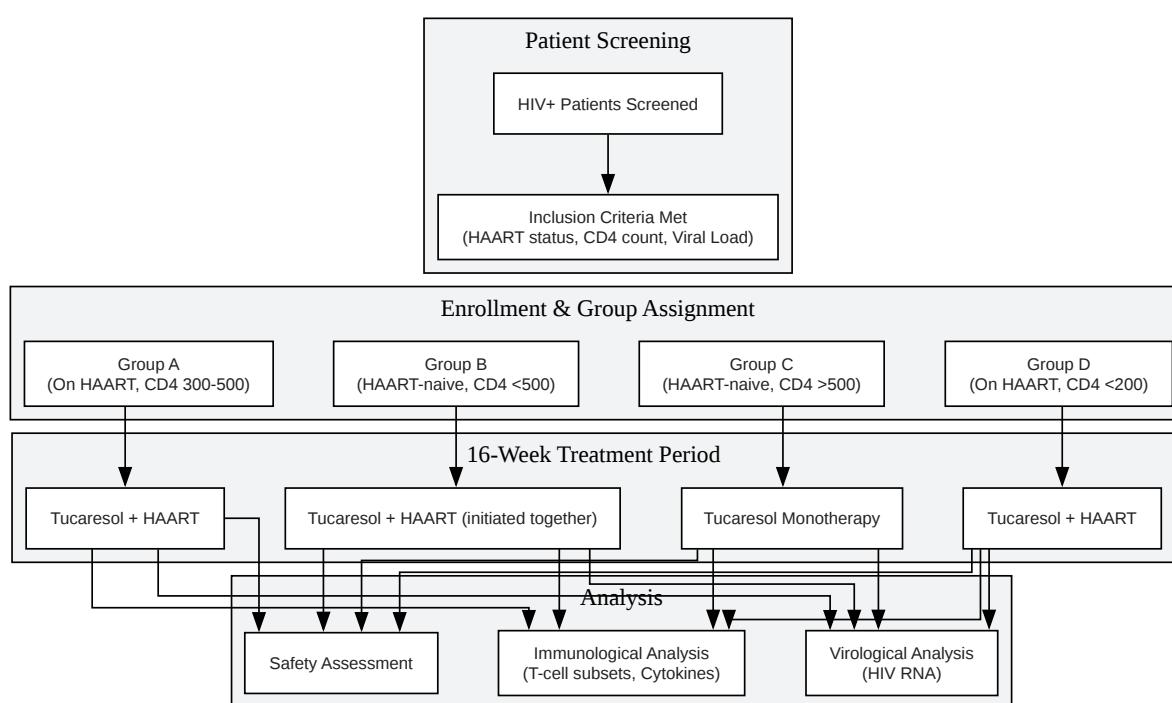 Patient Screening
HIV+ Patients Screened
Inclusion Criteria Met
(HAART status, CD4 count, Viral Load)
Enrollment & Group Assignment
Group A
(On HAART, CD4 300-500)
Group B
(HAART-naive, CD4 <500)
Group C
(HAART-naive, CD4 >500)
Group D
(On HAART, CD4 <200)
16-Week Treatment Period
Tucaresol + HAART
Tucaresol + HAART (initiated together)
Tucaresol Monotherapy
Tucaresol + HAART
Analysis
Safety Assessment
Immunological Analysis
(T-cell subsets, Cytokines)
Virological Analysis
(HIV RNA)